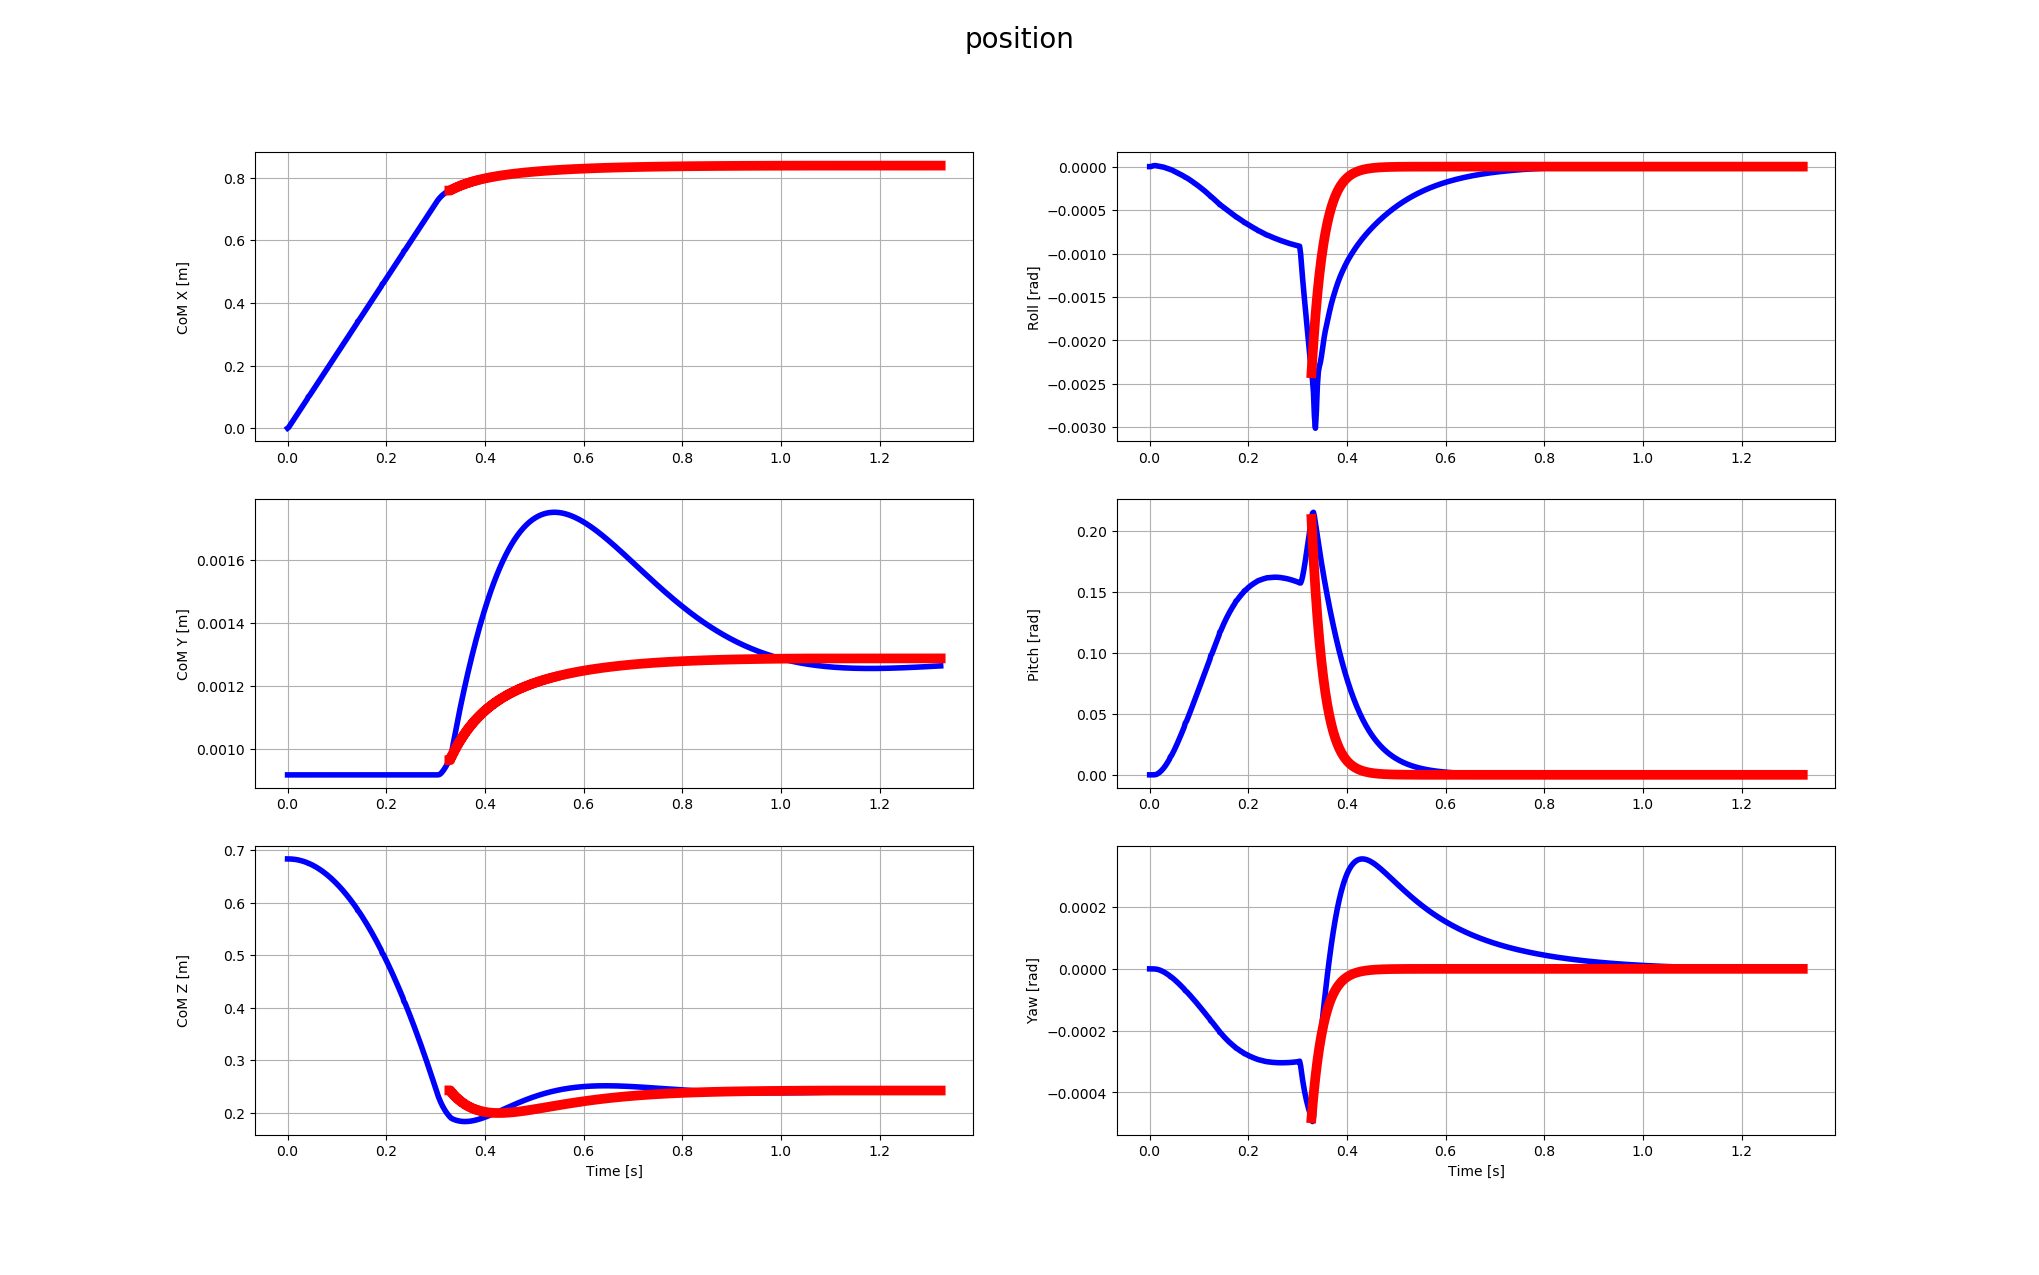 position
CoM X [m]
0.8
0.6
0.4
0.2
0.0
0.0 0.2 0.4 0.6 0.8 1.0 1.2
Roll [rad]
0.0000
−0.0005
−0.0010
−0.0015
−0.0020
−0.0025
−0.0030
0.0 0.2 0.4 0.6 0.8 1.0 1.2
CoM Y [m]
0.0016
0.0014
0.0012
0.0010
0.0 0.2 0.4 0.6 0.8 1.0 1.2
Pitch [rad]
0.20
0.15
0.10
0.05
0.00
0.0 0.2 0.4 0.6 0.8 1.0 1.2
CoM Z [m]
0.7
0.6
0.5
0.4
0.3
0.2
0.0 0.2 0.4 0.6 0.8 1.0 1.2
Time [s]
Yaw [rad]
0.0002
0.0000
−0.0002
−0.0004
0.0 0.2 0.4 0.6 0.8 1.0 1.2
Time [s]